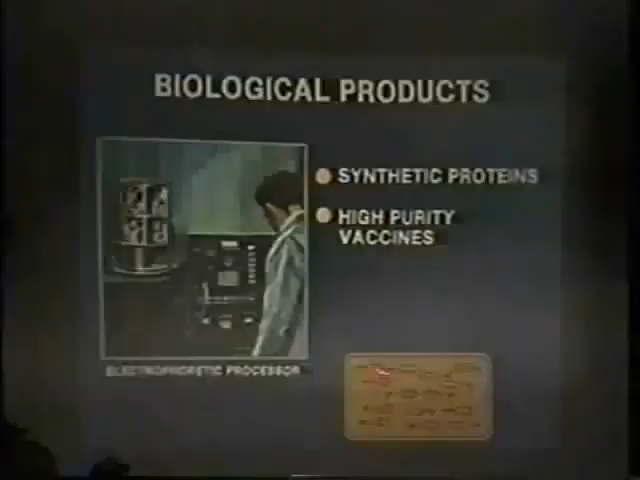 BIOLOGICAL PRODUCTS
SYNTHETIC PROTEINS
HIGH PURITY
VACCINES
ELECTROPHORETIC PROCESSOR